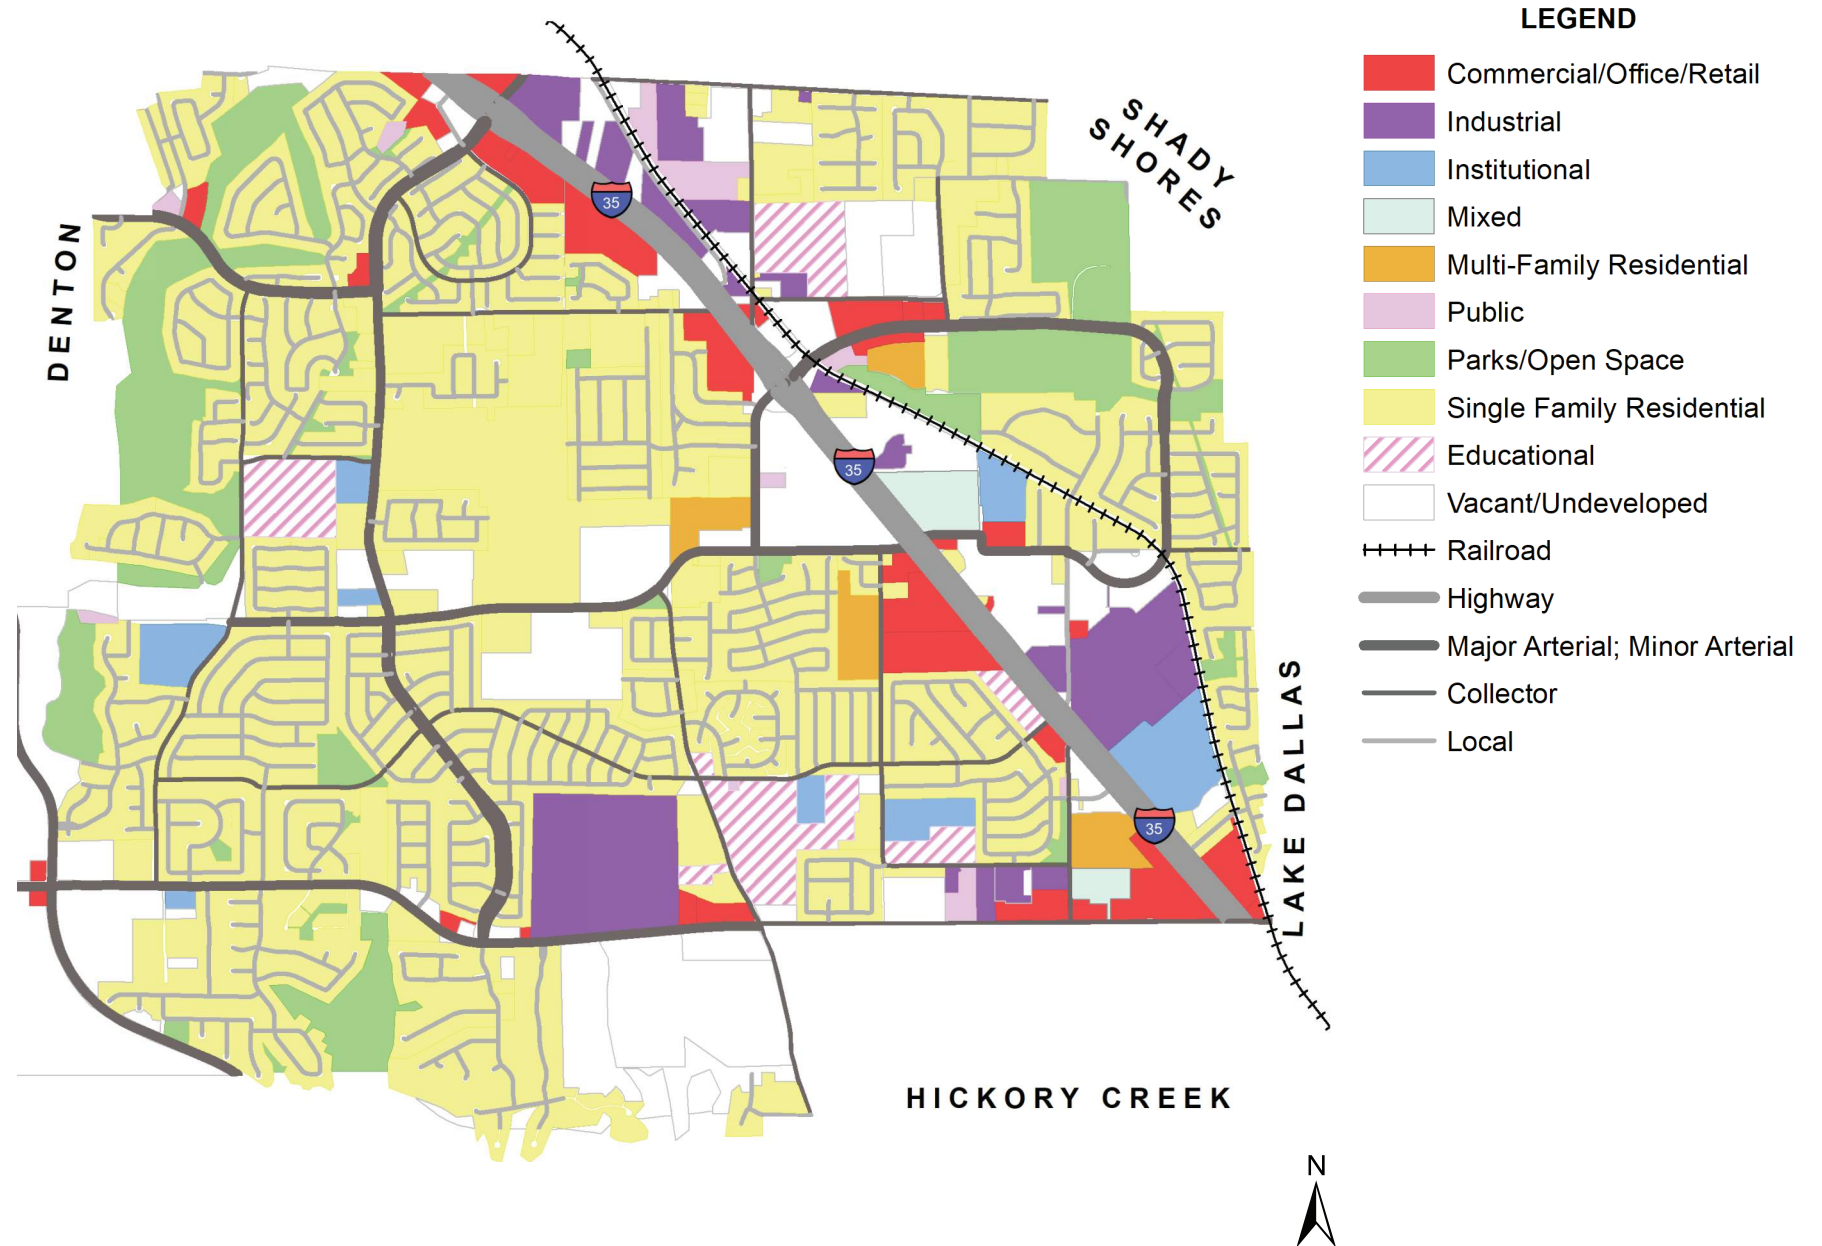 LEGEND
Commercial/Office/Retail
Industrial
Institutional
Mixed
Multi-Family Residential
Public
Parks/Open Space
Single Family Residential
Educational
Vacant/Undeveloped
Railroad
Highway
Major Arterial; Minor Arterial
Collector
Local
SHADY
SHORES
DENTON
35
35
35
LAKE DALLAS
HICKORY CREEK
N